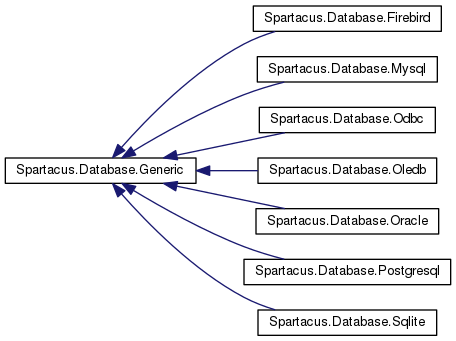 Spartacus.Database.Firebird
Spartacus.Database.Mysql
Spartacus.Database.Odbc
Spartacus.Database.Generic
Spartacus.Database.Oledb
Spartacus.Database.Oracle
Spartacus.Database.Postgresql
Spartacus.Database.Sqlite